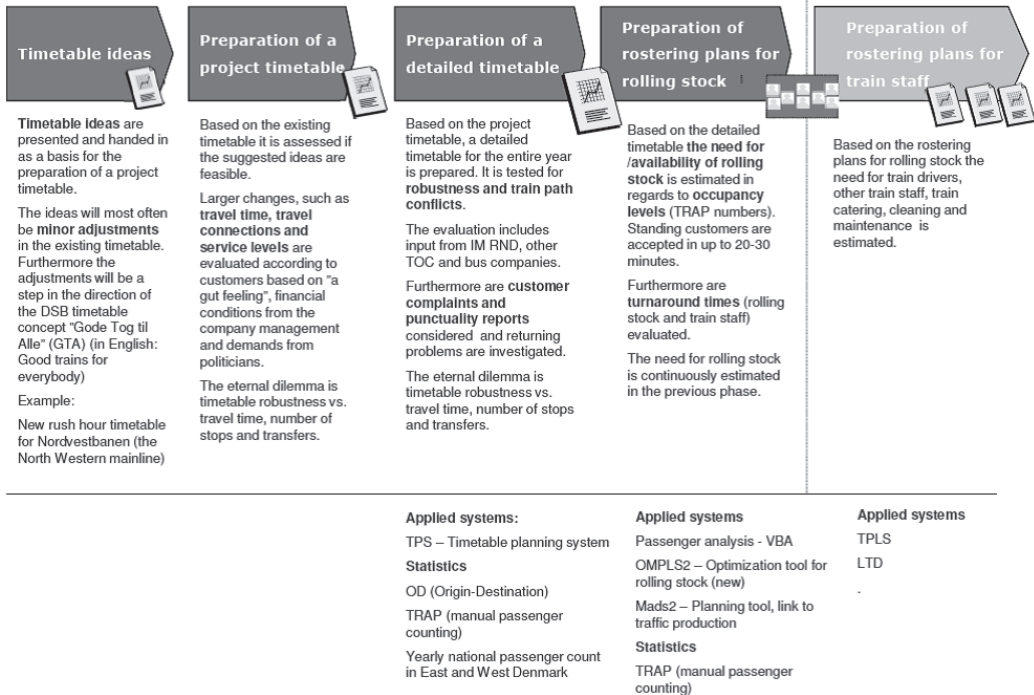 Timetable ideas
Preparation of a
project timetable
Preparation of a
detailed timetable
Preparation of
rostering plans for
rolling stock
Preparation of
rostering plans for
train staff
Timetable ideas are
presented and handed in
as a basis for the
preparation of a project
timetable.
The ideas will most often
be minor adjustments
in the existing timetable.
Furthermore the
adjustments will be a
step in the direction of
the DSB timetable
concept "Gode Tog til
Alle" (GTA) (in English:
Good trains for
everybody)
Example:
New rush hour timetable
for Nordvestbanen (the
North Western mainline)
Based on the existing
timetable it is assessed if
the suggested ideas are
feasible.
Larger changes, such as
travel time, travel
connections and
service levels are
evaluated according to
customers based on "a
gut feeling", financial
conditions from the
company management
and demands from
politicians.
The eternal dilemma is
timetable robustness vs.
travel time, number of
stops and transfers.
Based on the project
timetable, a detailed
timetable for the entire year
is prepared. It is tested for
robustness and train path
conflicts.
The evaluation includes
input from IM RND, other
TOC and bus companies.
Furthermore are customer
complaints and
punctuality reports
considered and returning
problems are investigated.
The eternal dilemma is
timetable robustness vs.
travel time, number of stops
and transfers.
Based on the detailed
timetable the need for
/availability of rolling
stock is estimated in
regards to occupancy
levels (TRAP numbers).
Standing customers are
accepted in up to 20-30
minutes.
Furthermore are
turnaround times (rolling
stock and train staff)
evaluated.
The need for rolling stock
is continuously estimated
in the previous phase.
Based on the rostering
plans for rolling stock the
need for train drivers,
other train staff, train
catering, cleaning and
maintenance is
estimated.
Applied systems:
TPS – Timetable planning system
Statistics
OD (Origin-Destination)
TRAP (manual passenger
counting)
Yearly national passenger count
in East and West Denmark
Applied systems
Passenger analysis - VBA
OMPLS2 – Optimization tool for
rolling stock (new)
Mads2 – Planning tool, link to
traffic production
Statistics
TRAP (manual passenger
counting)
Applied systems
TPLS
LTD
.